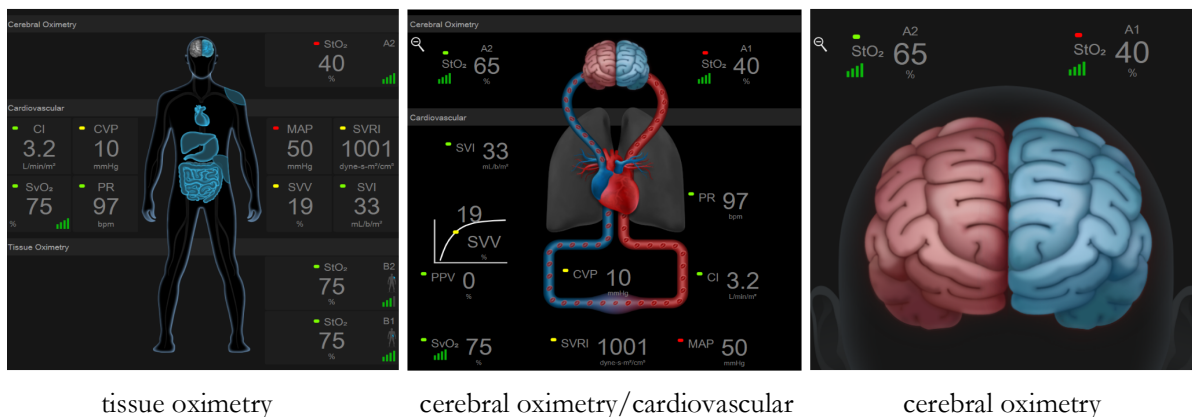 Cerebral Oximetry
StO₂ A2
40
%
Cardiovascular
CI CVP
3.2 10
L/min/m² mmHg
SvO₂ PR
75 97
% bpm
MAP SVRI
50 1001
mmHg dyne-s-m²/cm⁵
SVV SVI
19 33
% mL/b/m²
Tissue Oximetry
StO₂ B2
75
%
StO₂ B1
75
%
tissue oximetry
Cerebral Oximetry
A2
StO₂ 65
%
A1
StO₂ 40
%
Cardiovascular
SVI 33
mL/b/m²
PR 97
bpm
19
SVV
%
PPV 0
%
CVP 10
mmHg
CI 3.2
L/min/m²
SvO₂ 75
%
SVRI 1001
dyne-s-m²/cm⁵
MAP 50
mmHg
cerebral oximetry/cardiovascular
A2
StO₂ 65
%
A1
StO₂ 40
%
cerebral oximetry